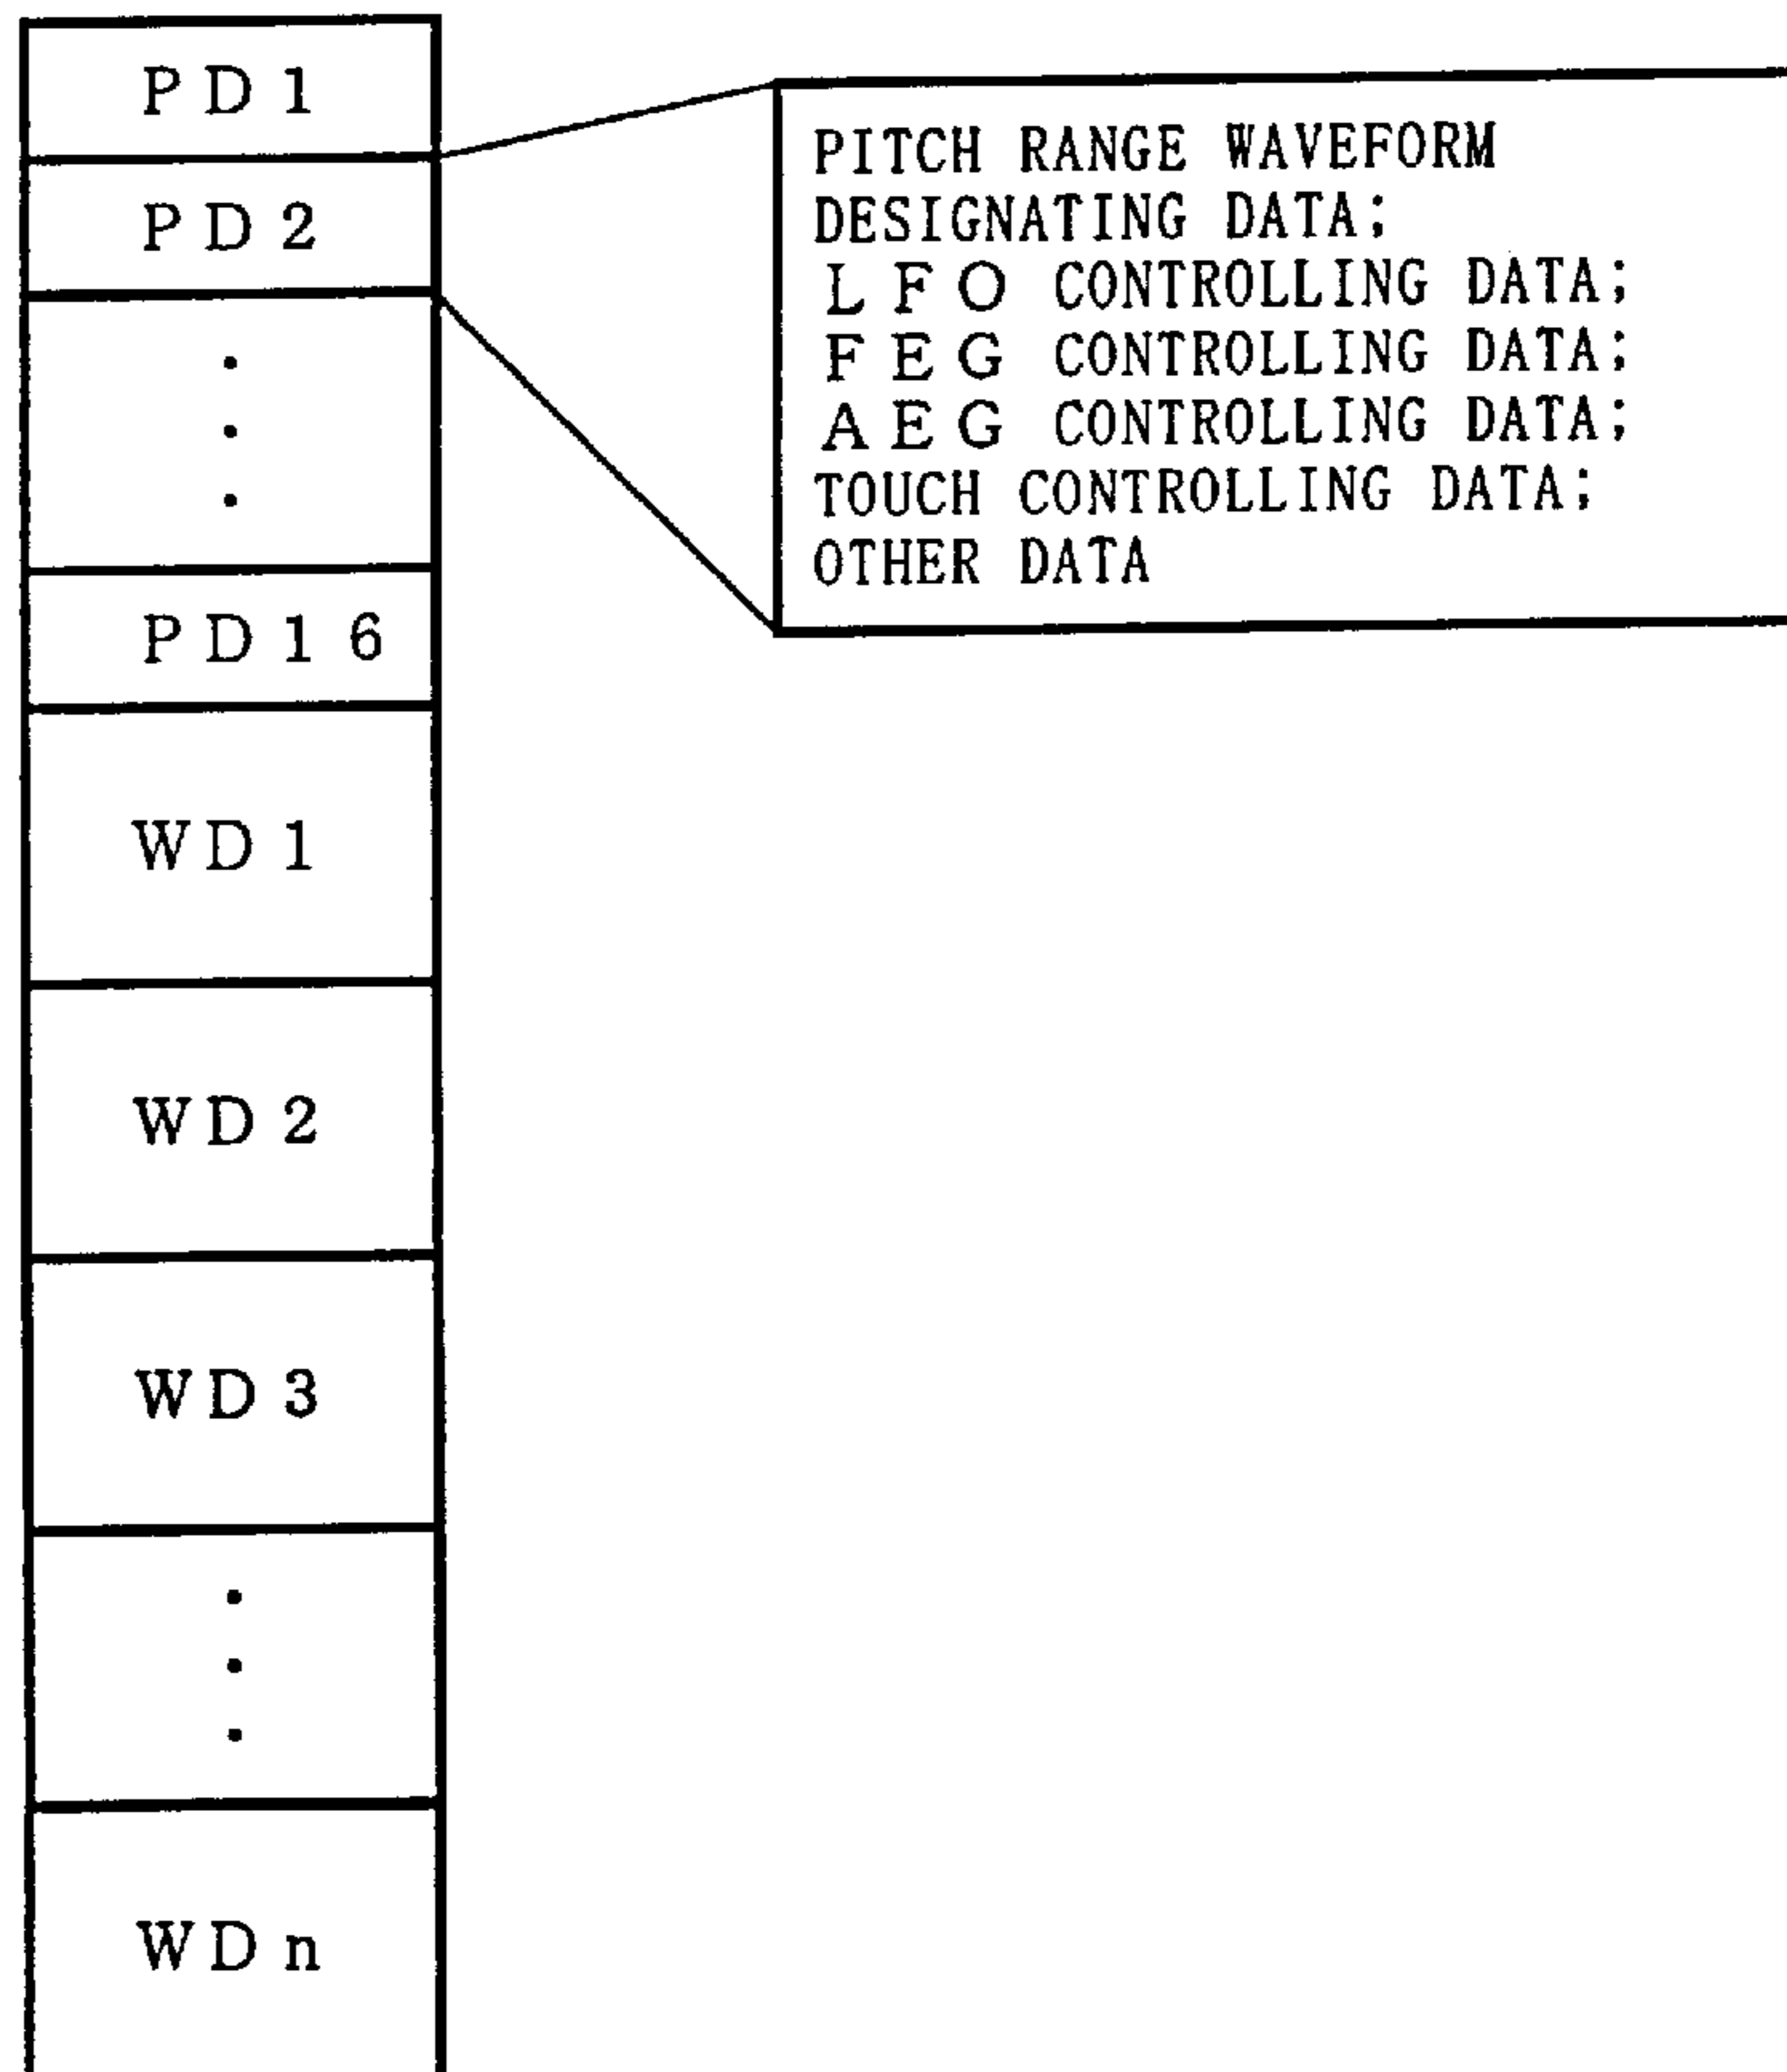 PD1
PD2
PD16
WD1
WD2
WD3
WDn
PITCH RANGE WAVEFORM
DESIGNATING DATA;
LFO CONTROLLING DATA;
FEG CONTROLLING DATA;
AEG CONTROLLING DATA;
TOUCH CONTROLLING DATA;
OTHER DATA